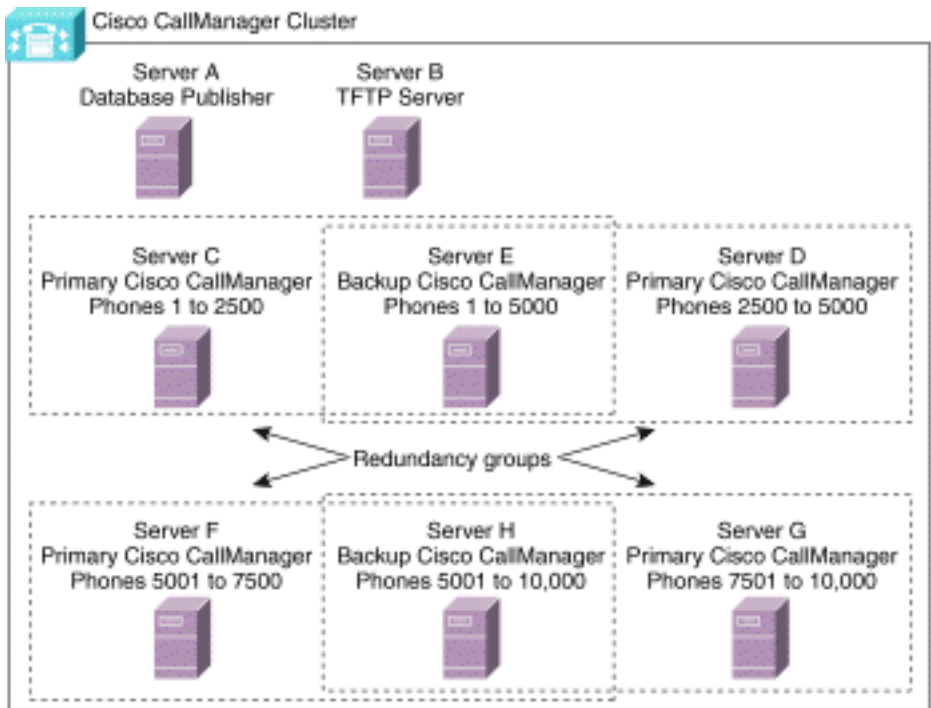 Cisco CallManager Cluster
Server A
Database Publisher
Server B
TFTP Server
Server C
Primary Cisco CallManager
Phones 1 to 2500
Server E
Backup Cisco CallManager
Phones 1 to 5000
Server D
Primary Cisco CallManager
Phones 2500 to 5000
Redundancy groups
Server F
Primary Cisco CallManager
Phones 5001 to 7500
Server H
Backup Cisco CallManager
Phones 5001 to 10,000
Server G
Primary Cisco CallManager
Phones 7501 to 10,000